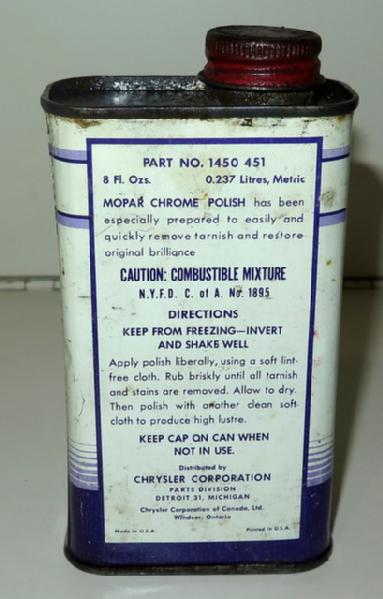 PART NO. 1450 451
8 Fl. Ozs. 0.237 Litres, Metric
MOPAR CHROME POLISH has been
especially prepared to easily and
quickly remove tarnish and restore
original brilliance
CAUTION: COMBUSTIBLE MIXTURE
N.Y.F.D. C. of A. No. 1895
DIRECTIONS
KEEP FROM FREEZING—INVERT
AND SHAKE WELL
Apply polish liberally, using a soft lint-
free cloth. Rub briskly until all tarnish
and stains are removed. Allow to dry.
Then polish with another clean soft
cloth to produce high lustre.
KEEP CAP ON CAN WHEN
NOT IN USE.
Distributed by
CHRYSLER CORPORATION
PARTS DIVISION
DETROIT 31, MICHIGAN
Chrysler Corporation of Canada, Ltd.
Windsor, Ontario
Made in U.S.A. Printed in U.S.A.